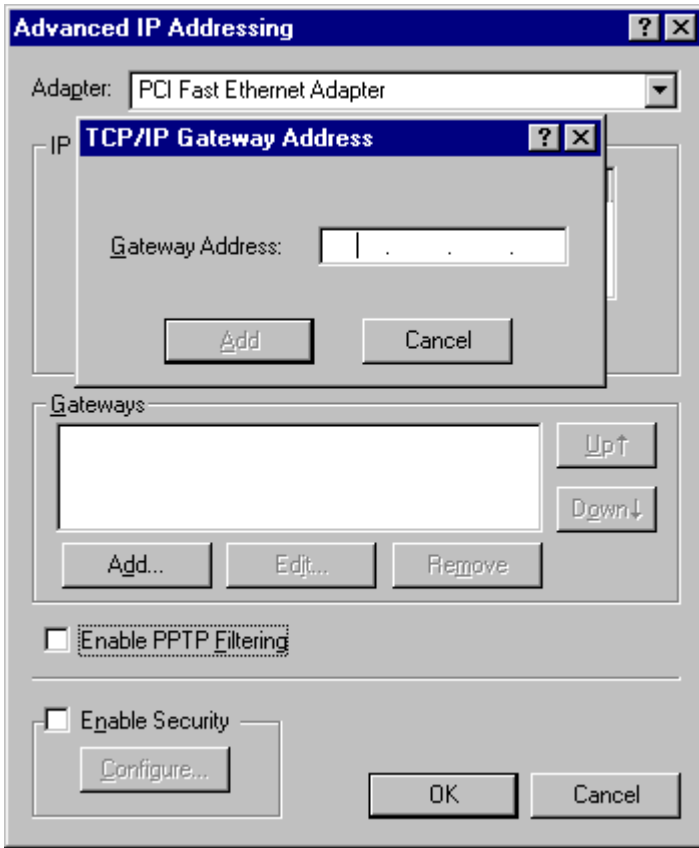 Advanced IP Addressing
Adapter: PCI Fast Ethernet Adapter
IP
TCP/IP Gateway Address
Gateway Address: . . .
Add
Cancel
Gateways
Up↑
Down↓
Add...
Edit...
Remove
Enable PPTP Filtering
Enable Security
Configure...
OK
Cancel